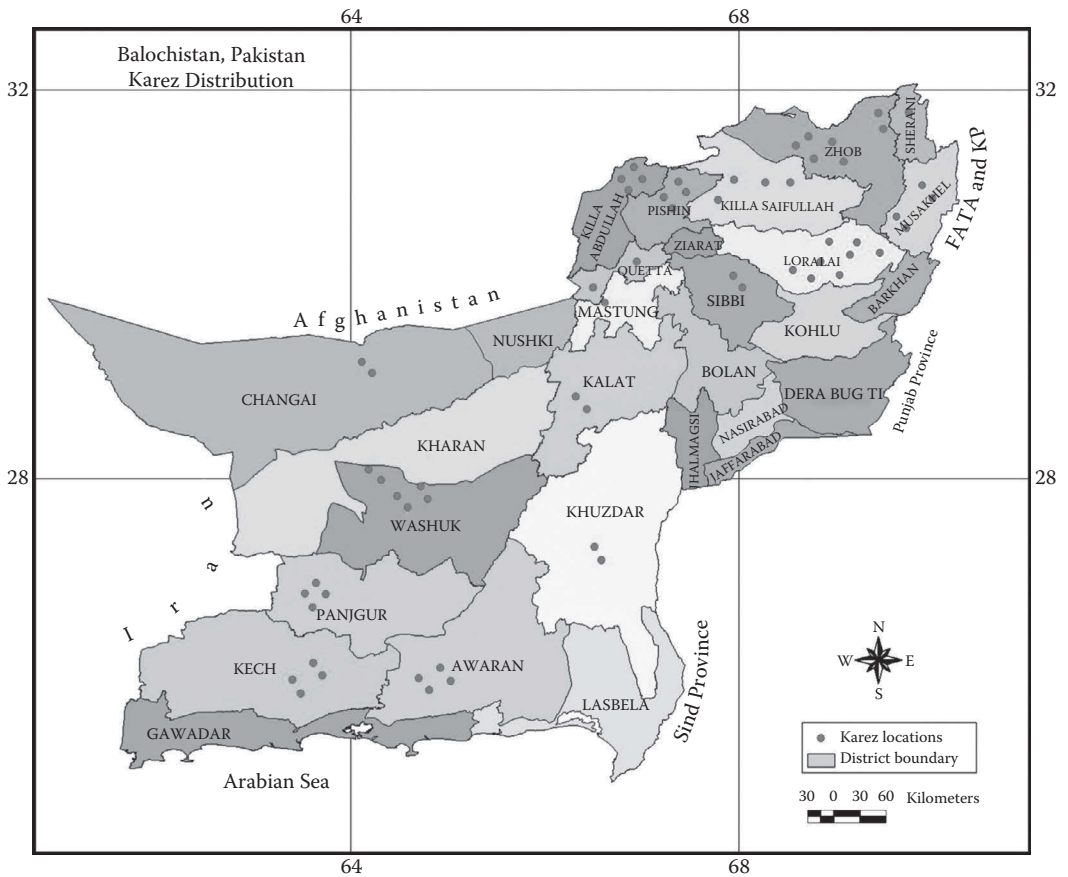 64 68
Balochistan, Pakistan
Karez Distribution
32 32
SHERANI
ZHOB
FATA and KP
MUSAKHEL
KILLA SAIFULLAH
PISHIN
KILLA
ABDULLAH
ZIARAT
LORALAI
QUETTA
BARKHAN
SIBBI
MASTUNG
Afghanistan
KOHLU
NUSHKI
Punjab Province
BOLAN
KALAT
DERA BUG TI
CHANGAI
NASIRABAD
KHARAN
JHALMAGSI
JAFFARABAD
28 28
KHUZDAR
WASHUK
Iran
PANJGUR
N
W E
S
KECH
AWARAN
Sind Province
LASBELA
GAWADAR
Karez locations
District boundary
Arabian Sea
30 0 30 60 Kilometers
64 68